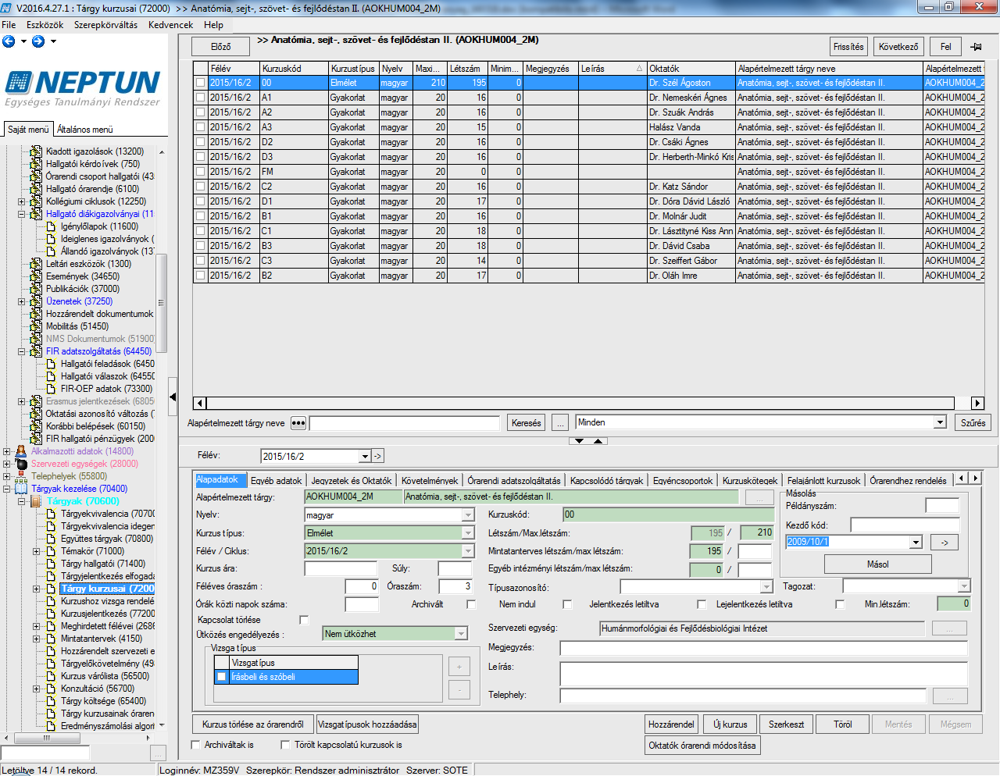 V2016.4.27.1 : Tárgy kurzusai (72000)  >> Anatómia, sejt-, szövet- és fejlődéstan II. (AOKHUM004_2M)
File Eszközök Szerepkörváltás Kedvencek Help
NEPTUN
Egységes Tanulmányi Rendszer
Saját menü Általános menü
Kiadott igazolások (13200)
Hallgatói kérdoívek (750)
Órarendi csoport hallgatói (43
Hallgató órarendje (6100)
Kollégiumi ciklusok (12250)
Hallgató diákigazolványai (11
Igénylőlapok (11600)
Ideiglenes igazolványok (
Állandó igazolványok (13
Leltári eszközök (1300)
Események (34650)
Publikációk (37000)
Üzenetek (37250)
Hozzárendelt dokumentumok
Mobilitás (51450)
NMS Dokumentumok (51900)
FIR adatszolgáltatás (64450)
Hallgatói feladások (6450
Hallgatói válaszok (64550
FIR-OEP adatok (73300)
Erasmus jelentkezések (6805
Oktatási azonosító változás (
Korábbi belépések (60150)
FIR hallgatói pénzügyek (200
Alkalmazotti adatok (14800)
Szervezeti egységek (28000)
Telephelyek (55800)
Tárgyak kezelése (70400)
Tárgyak (70600)
Tárgyekvivalencia (70700
Tárgyekvivalencia idegen
Együttes tárgyak (70800)
Témakör (71000)
Tárgy hallgatói (71400)
Tárgyjelentkezés elfogadá
Tárgy kurzusai (7200
Kurzushoz vizsga rendelé
Kurzusjelentkezés (77200
Meghirdetett félévei (2686
Mintatantervek (4150)
Hozzárendelt szervezeti e
Tárgyelőkövetelmény (49
Kurzus várólista (56500)
Konzultáció (56700)
Tárgy költsége (65400)
Tárgy kurzusainak óraren
Eredményszámolási algori
...
Előző >> Anatómia, sejt-, szövet- és fejlődéstan II. (AOKHUM004_2M) Frissítés Következő Fel
Félév Kurzuskód Kurzustípus Nyelv Maxi... Létszám Minim... Megjegyzés Leírás Oktatók Alapértelmezett tárgy neve Alapértelmezett
2015/16/2 00 Elmélet magyar 210 195 0 Dr. Szél Ágoston Anatómia, sejt-, szövet- és fejlődéstan II. AOKHUM004_2
2015/16/2 A1 Gyakorlat magyar 20 16 0 Dr. Nemeskéri Ágnes Anatómia, sejt-, szövet- és fejlődéstan II. AOKHUM004_2
2015/16/2 A2 Gyakorlat magyar 20 16 0 Dr. Szuák András Anatómia, sejt-, szövet- és fejlődéstan II. AOKHUM004_2
2015/16/2 A3 Gyakorlat magyar 20 15 0 Halász Vanda Anatómia, sejt-, szövet- és fejlődéstan II. AOKHUM004_2
2015/16/2 D2 Gyakorlat magyar 20 16 0 Dr. Csáki Ágnes Anatómia, sejt-, szövet- és fejlődéstan II. AOKHUM004_2
2015/16/2 D3 Gyakorlat magyar 20 16 0 Dr. Herberth-Minkó Kris Anatómia, sejt-, szövet- és fejlődéstan II. AOKHUM004_2
2015/16/2 FM Gyakorlat magyar 20 0 0 Anatómia, sejt-, szövet- és fejlődéstan II. AOKHUM004_2
2015/16/2 C2 Gyakorlat magyar 20 16 0 Dr. Katz Sándor Anatómia, sejt-, szövet- és fejlődéstan II. AOKHUM004_2
2015/16/2 D1 Gyakorlat magyar 20 17 0 Dr. Dóra Dávid László Anatómia, sejt-, szövet- és fejlődéstan II. AOKHUM004_2
2015/16/2 B1 Gyakorlat magyar 20 16 0 Dr. Molnár Judit Anatómia, sejt-, szövet- és fejlődéstan II. AOKHUM004_2
2015/16/2 C1 Gyakorlat magyar 20 18 0 Dr. Lásztityné Kiss Ann Anatómia, sejt-, szövet- és fejlődéstan II. AOKHUM004_2
2015/16/2 B3 Gyakorlat magyar 20 18 0 Dr. Dávid Csaba Anatómia, sejt-, szövet- és fejlődéstan II. AOKHUM004_2
2015/16/2 C3 Gyakorlat magyar 20 14 0 Dr. Szeiffert Gábor Anatómia, sejt-, szövet- és fejlődéstan II. AOKHUM004_2
2015/16/2 B2 Gyakorlat magyar 20 17 0 Dr. Oláh Imre Anatómia, sejt-, szövet- és fejlődéstan II. AOKHUM004_2
Alapértelmezett tárgy neve Keresés ... Minden Szűrés
Félév: 2015/16/2 ->
Alapadatok Egyéb adatok Jegyzetek és Oktatók Követelmények Órarendi adatszolgáltatás Kapcsolódó tárgyak Egyéncsoportok Kurzuskötegek Felajánlott kurzusok Órarendhez rendelés
Alapértelmezett tárgy: AOKHUM004_2M Anatómia, sejt-, szövet- és fejlődéstan II. ...
Nyelv: magyar Kurzuskód: 00
Kurzus típus: Elmélet Létszám/Max.létszám: 195 / 210
Félév / Ciklus: 2015/16/2 Mintatanterves létszám/max létszám: 195 /
Kurzus ára: Súly: Egyéb intézményi létszám/max létszám: 0 /
Másolás
Példányszám:
Kezdő kód:
2009/10/1 ->
Másol
Féléves óraszám : 0 Óraszám: 3 Típusazonosító: Tagozat:
Órák közti napok száma: Archivált Nem indul Jelentkezés letiltva Lejelentkezés letiltva Min.létszám: 0
Kapcsolat törlése
Ütközés engedélyezés : Nem ütközhet
Szervezeti egység: Humánmorfológiai és Fejlődésbiológiai Intézet ...
Vizsga típus
Vizsgatípus
Írásbeli és szóbeli
+
-
Megjegyzés:
Leírás:
Telephely: ...
Kurzus törlése az órarendről Vizsgatípusok hozzáadása Hozzárendel Új kurzus Szerkeszt Töröl Mentés Mégsem
Archiváltak is Törölt kapcsolatú kurzusok is Oktatók órarendi módosítása
Letöltve 14 / 14 rekord. Loginnév: MZ359V Szerepkör: Rendszer adminisztrátor Szerver: SOTE